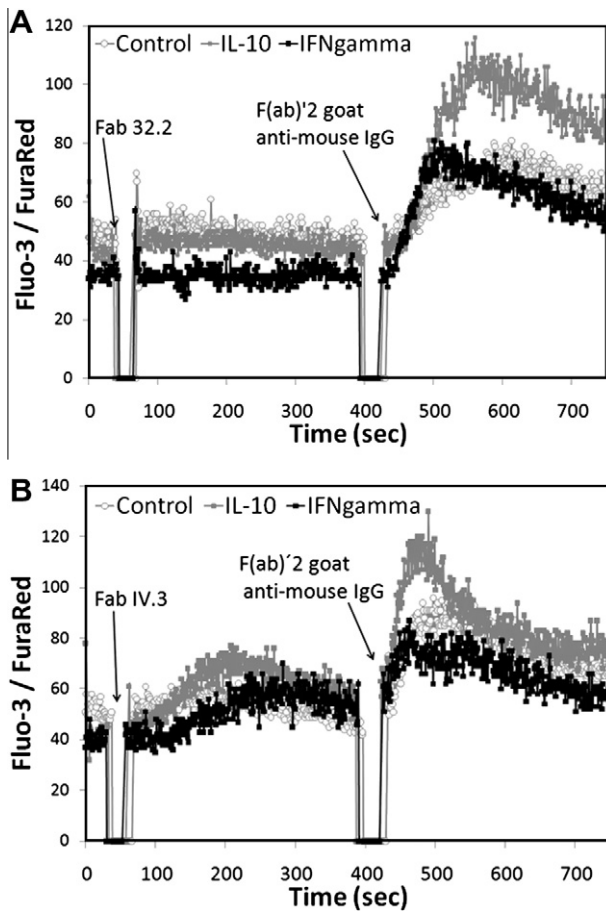 A
120
Control IL-10 IFNgamma
100
Fab 32.2
F(ab)'2 goat
anti-mouse IgG
80
60
40
20
0
Fluo-3 / FuraRed
0 100 200 300 400 500 600 700
Time (sec)
B
140
Control IL-10 IFNgamma
120
Fab IV.3
F(ab)´2 goat
anti-mouse IgG
100
80
60
40
20
0
Fluo-3 / FuraRed
0 100 200 300 400 500 600 700
Time (sec)